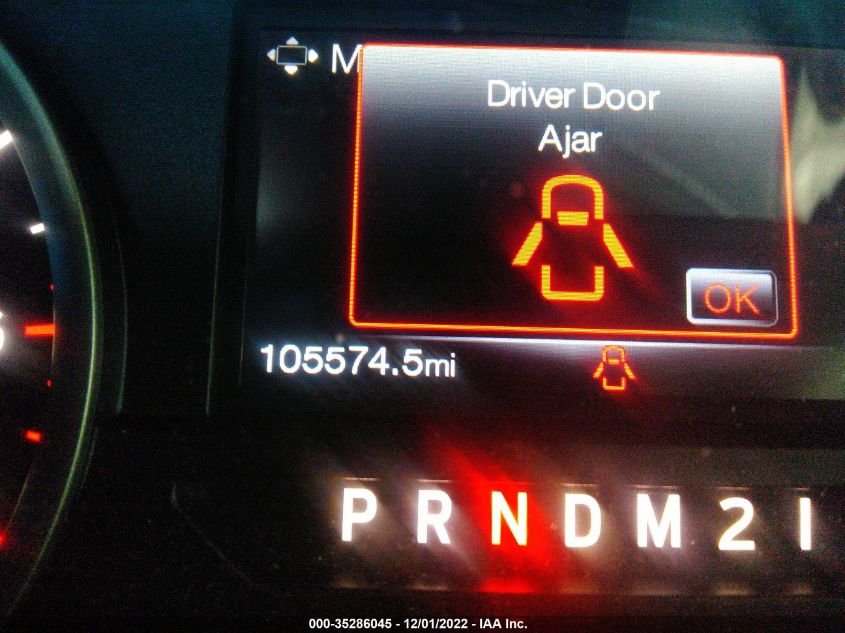 M
Driver Door
Ajar
OK
105574.5mi
P R N D M 2 1
000-35286045 - 12/01/2022 - IAA Inc.